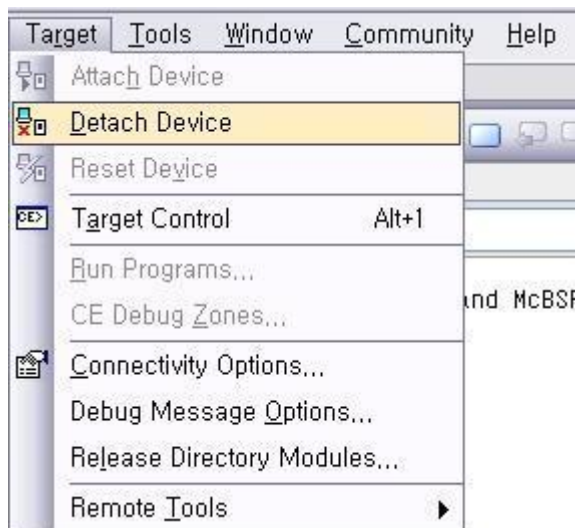 Target Tools Window Community Help
Attach Device
Detach Device
Reset Device
CE> Target Control Alt+1
Run Programs...
CE Debug Zones...
and McBSP
Connectivity Options...
Debug Message Options...
Release Directory Modules...
Remote Tools